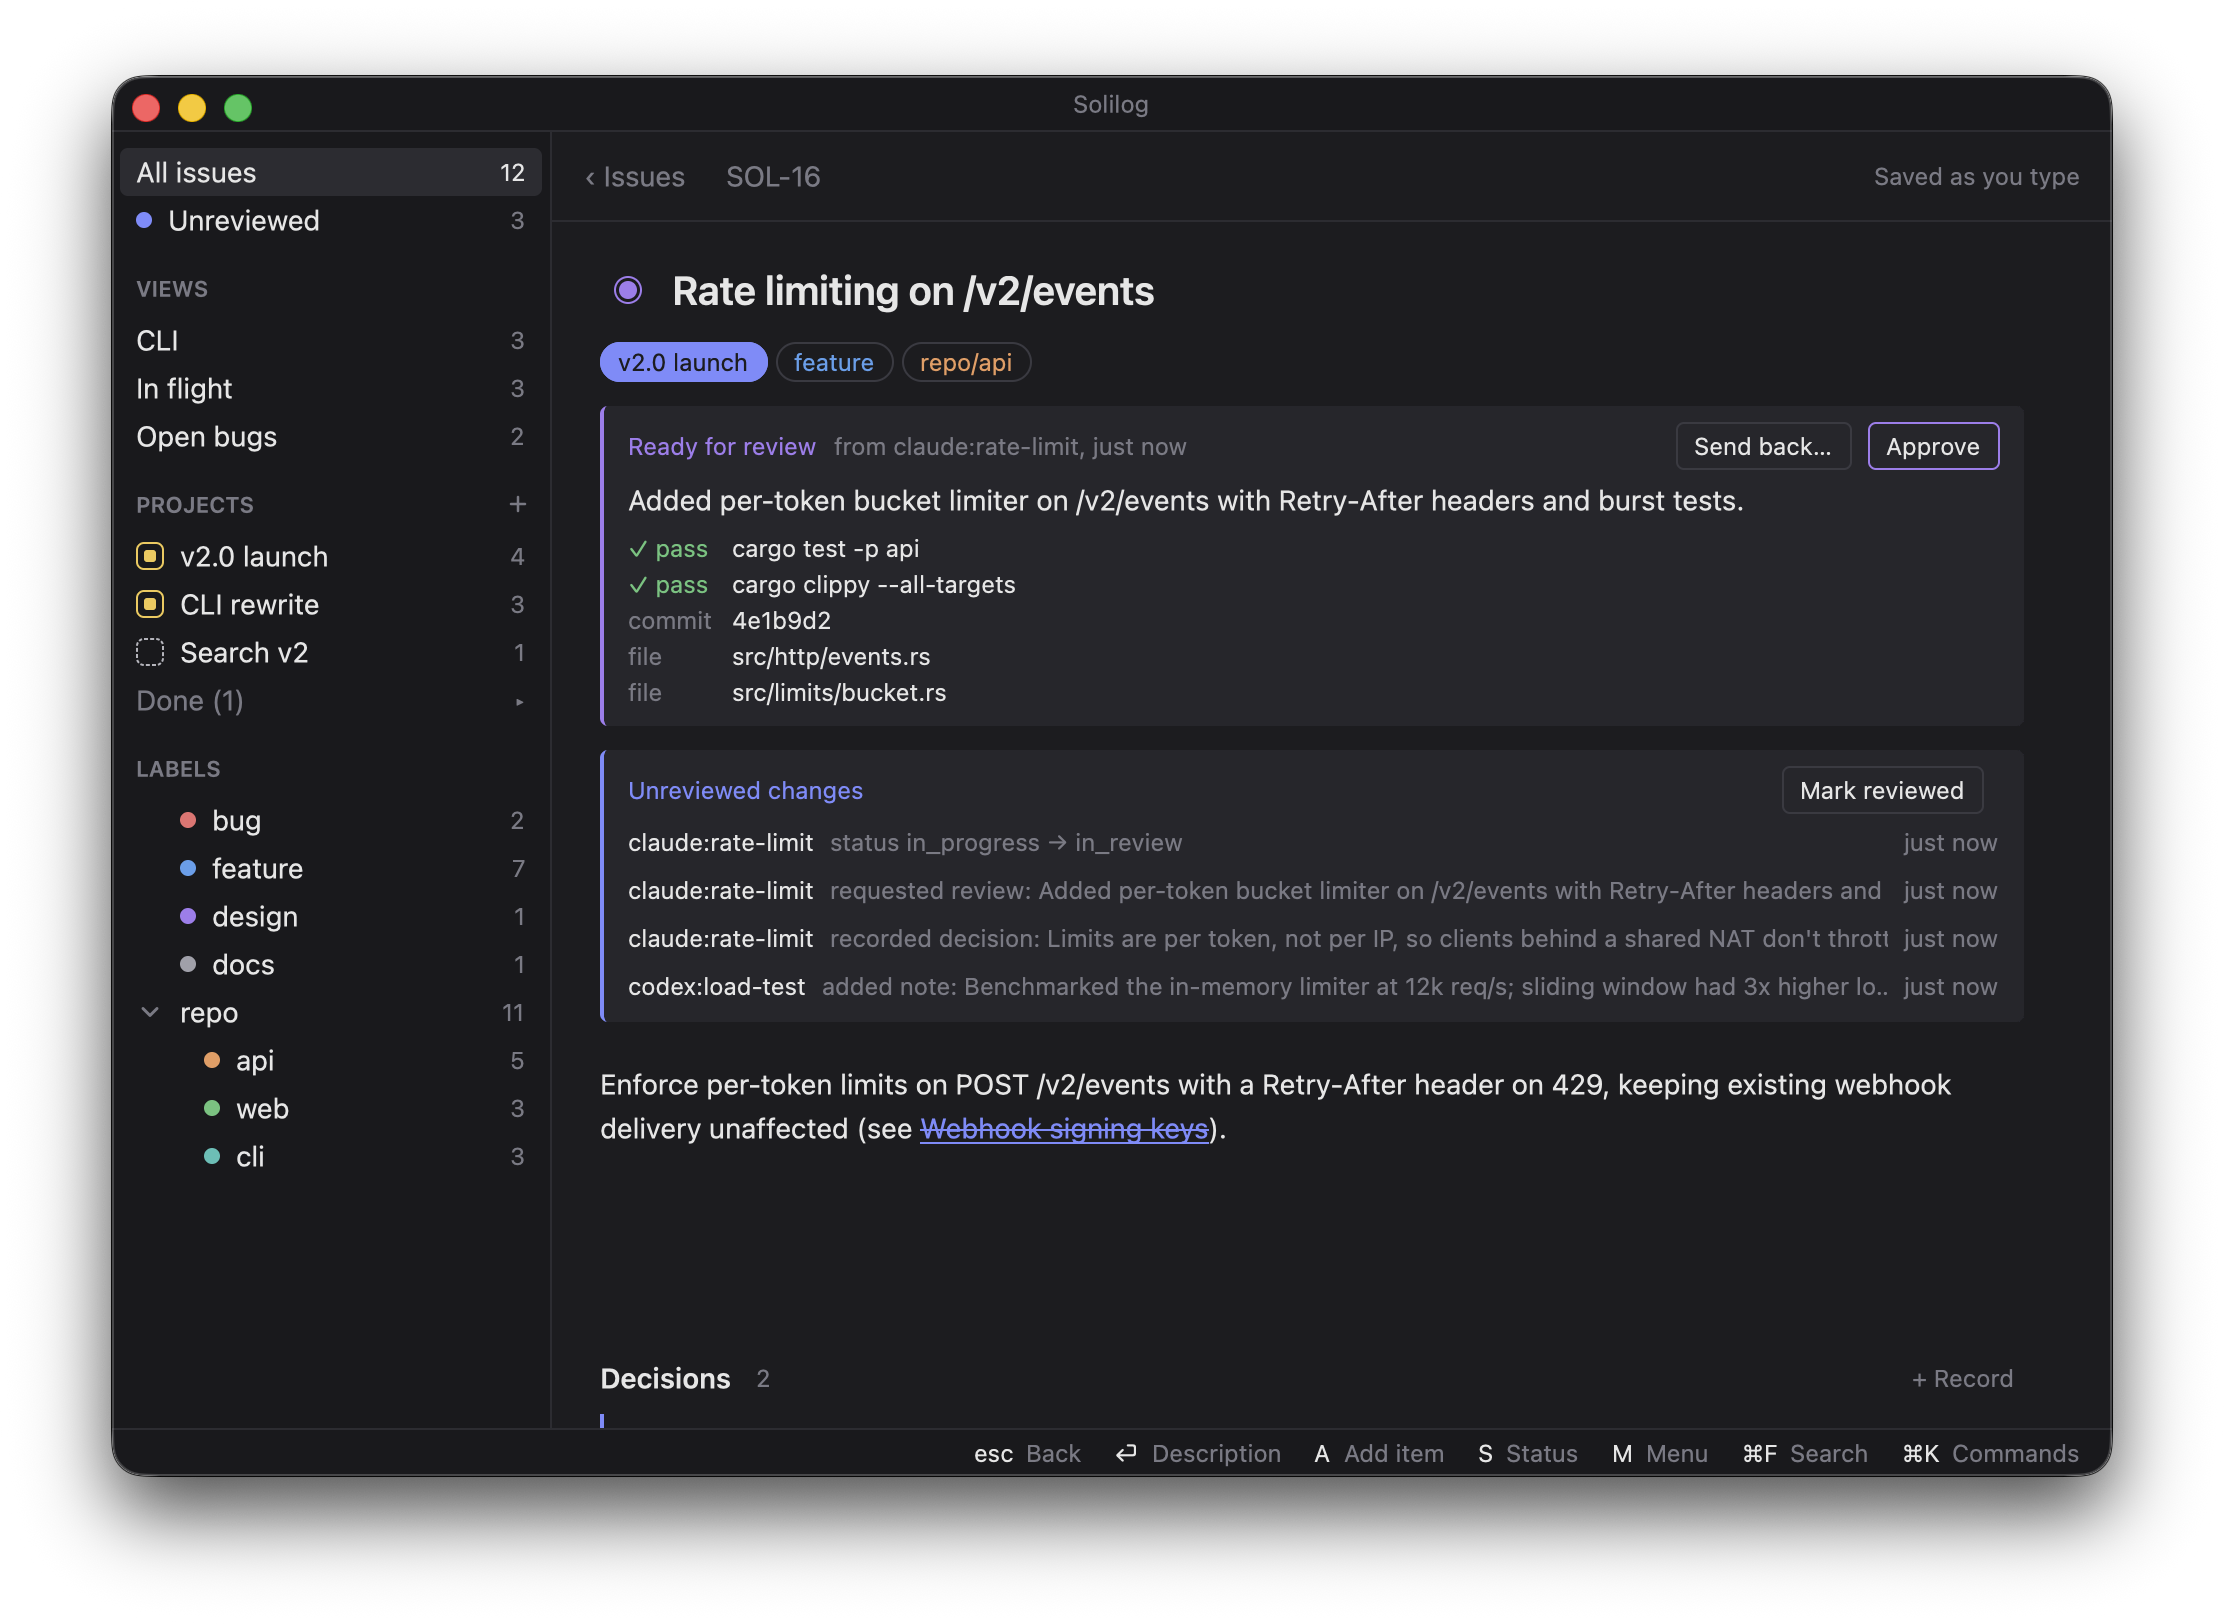 Solilog
All issues 12
Unreviewed 3
VIEWS
CLI 3
In flight 3
Open bugs 2
PROJECTS +
v2.0 launch 4
CLI rewrite 3
Search v2 1
Done (1) ▸
LABELS
bug 2
feature 7
design 1
docs 1
repo 11
api 5
web 3
cli 3
‹ Issues SOL-16 Saved as you type
Rate limiting on /v2/events
v2.0 launch feature repo/api
Ready for review from claude:rate-limit, just now Send back... Approve
Added per-token bucket limiter on /v2/events with Retry-After headers and burst tests.
✓ pass cargo test -p api
✓ pass cargo clippy --all-targets
commit 4e1b9d2
file src/http/events.rs
file src/limits/bucket.rs
Unreviewed changes Mark reviewed
claude:rate-limit status in_progress → in_review just now
claude:rate-limit requested review: Added per-token bucket limiter on /v2/events with Retry-After headers and just now
claude:rate-limit recorded decision: Limits are per token, not per IP, so clients behind a shared NAT don't thrott just now
codex:load-test added note: Benchmarked the in-memory limiter at 12k req/s; sliding window had 3x higher lo.. just now
Enforce per-token limits on POST /v2/events with a Retry-After header on 429, keeping existing webhook
delivery unaffected (see Webhook signing keys).
Decisions 2 + Record
esc Back ↩ Description A Add item S Status M Menu ⌘F Search ⌘K Commands